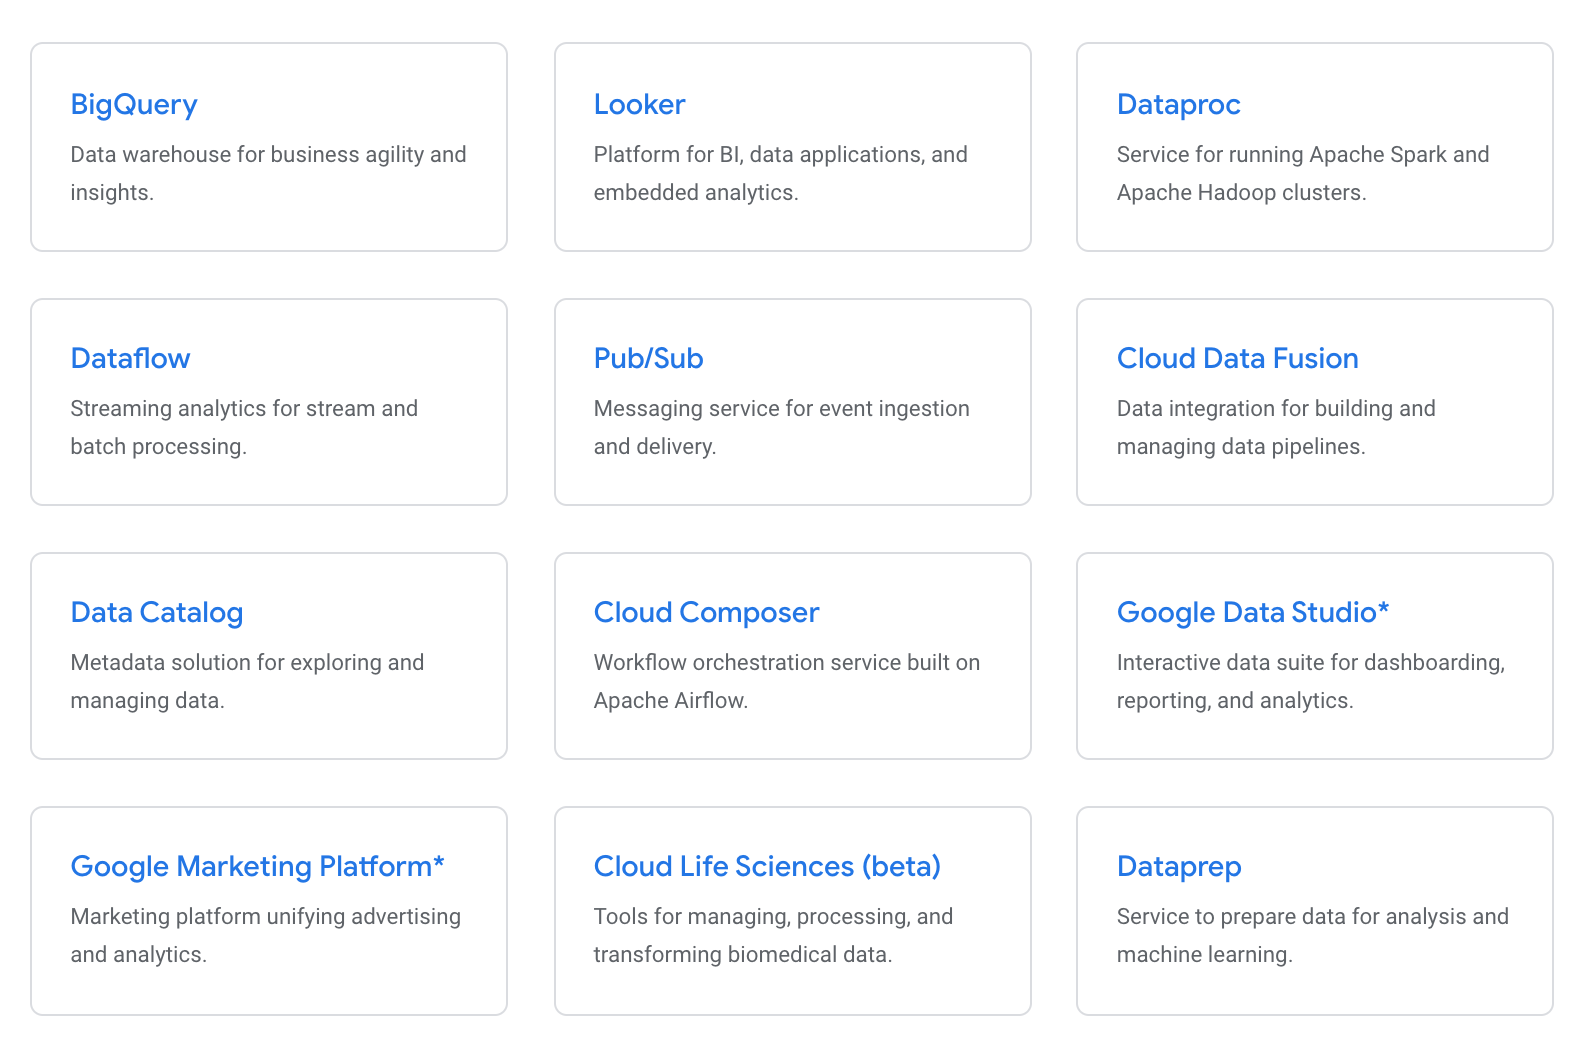 BigQuery
Data warehouse for business agility and
insights.
Looker
Platform for BI, data applications, and
embedded analytics.
Dataproc
Service for running Apache Spark and
Apache Hadoop clusters.
Dataflow
Streaming analytics for stream and
batch processing.
Pub/Sub
Messaging service for event ingestion
and delivery.
Cloud Data Fusion
Data integration for building and
managing data pipelines.
Data Catalog
Metadata solution for exploring and
managing data.
Cloud Composer
Workflow orchestration service built on
Apache Airflow.
Google Data Studio*
Interactive data suite for dashboarding,
reporting, and analytics.
Google Marketing Platform*
Marketing platform unifying advertising
and analytics.
Cloud Life Sciences (beta)
Tools for managing, processing, and
transforming biomedical data.
Dataprep
Service to prepare data for analysis and
machine learning.